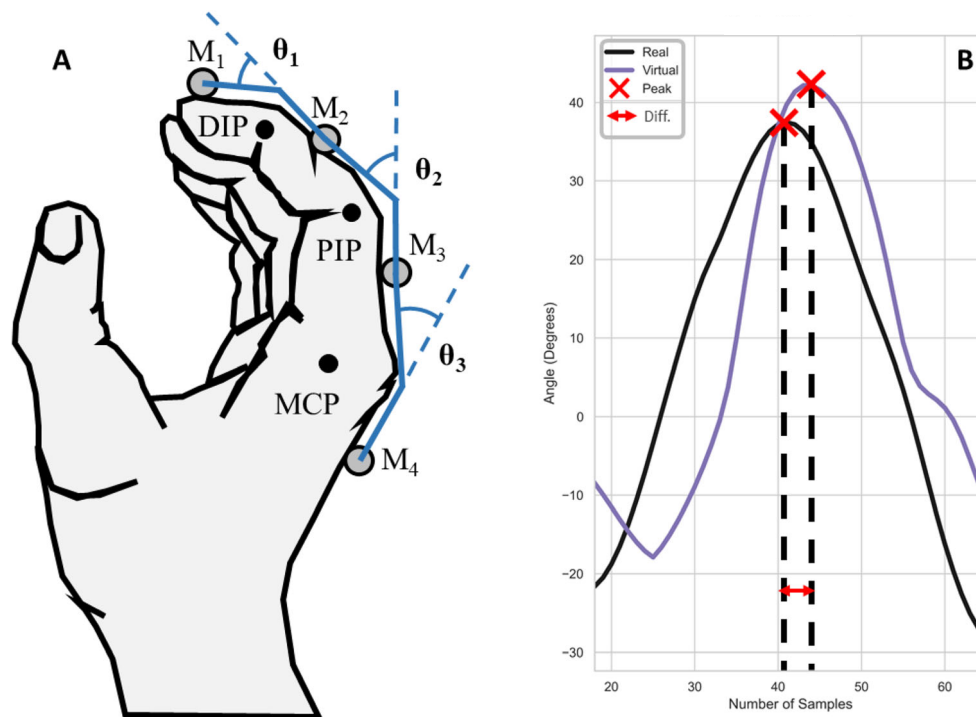 A
M1
θ1
M2
DIP
θ2
PIP
M3
θ3
MCP
M4
B
Real
Virtual
Peak
Diff.
Angle (Degrees)
40
30
20
10
0
−10
−20
−30
20 30 40 50 60
Number of Samples